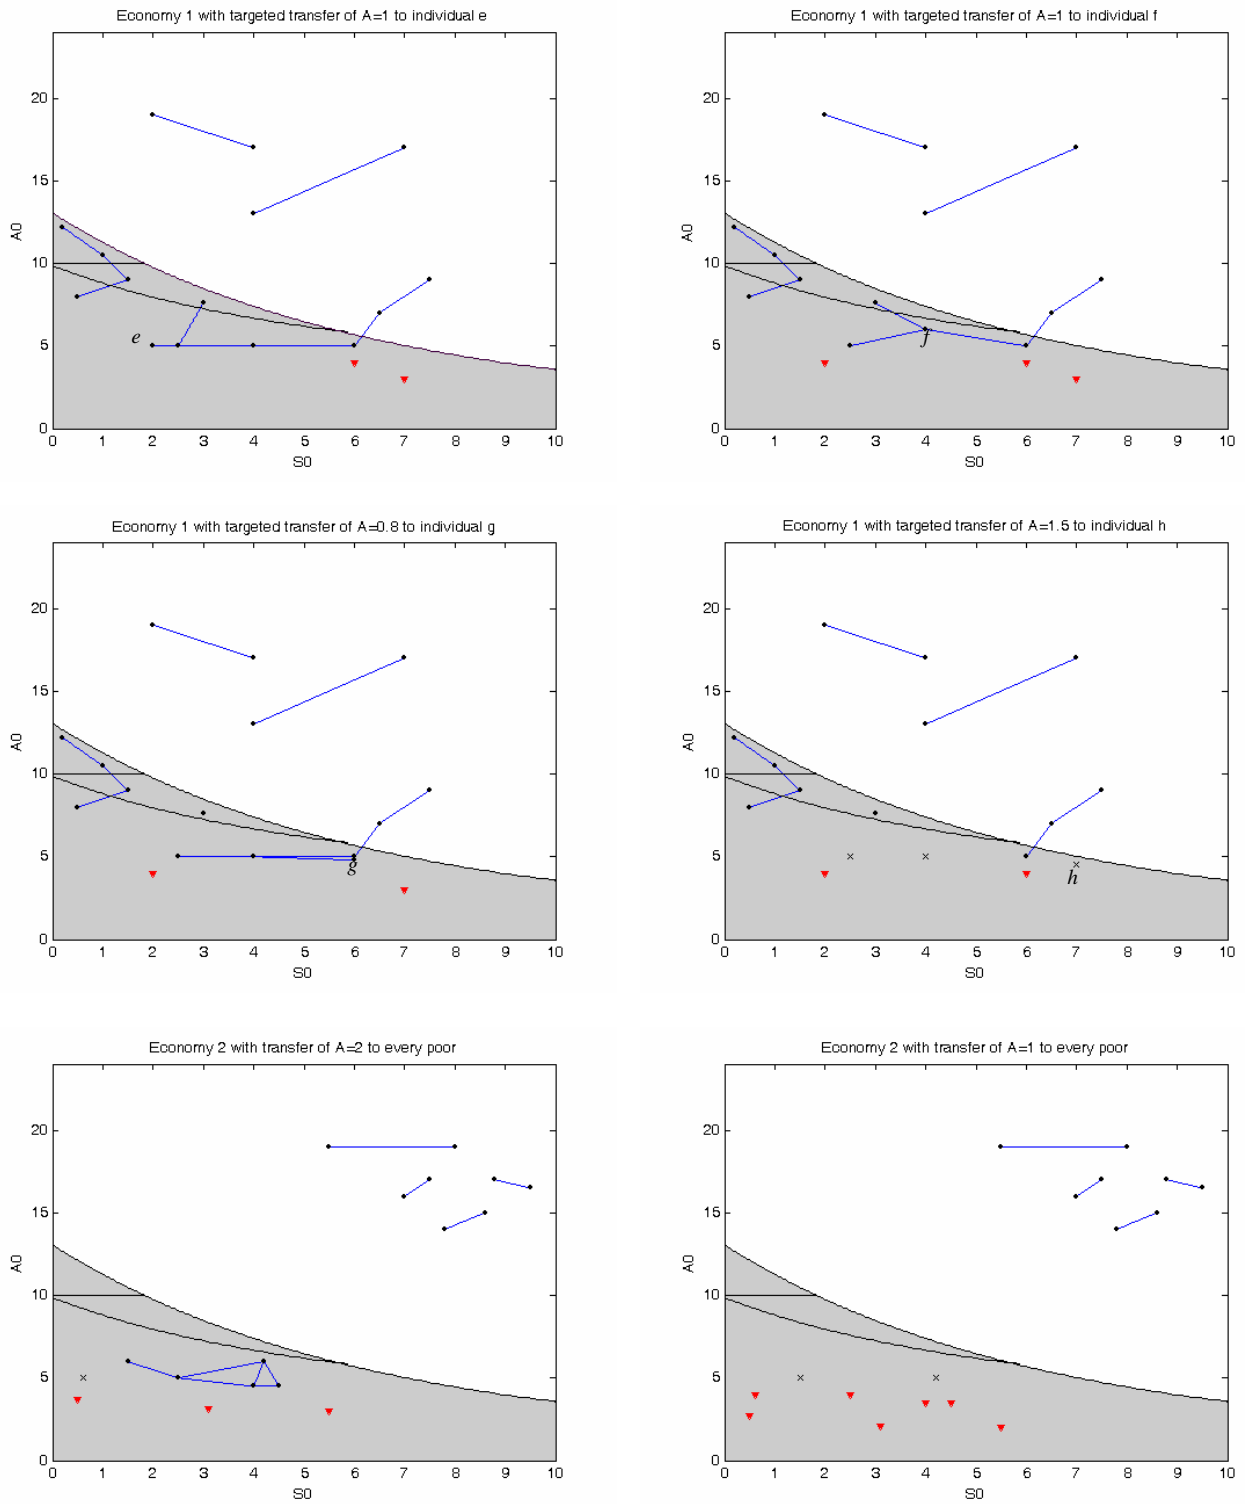 Economy 1 with targeted transfer of A=1 to individual e
20
15
10
5
0
A0
e
0 1 2 3 4 5 6 7 8 9 10
S0
Economy 1 with targeted transfer of A=1 to individual f
20
15
10
5
0
A0
f
0 1 2 3 4 5 6 7 8 9 10
S0
Economy 1 with targeted transfer of A=0.8 to individual g
20
15
10
5
0
A0
g
0 1 2 3 4 5 6 7 8 9 10
S0
Economy 1 with targeted transfer of A=1.5 to individual h
20
15
10
5
0
A0
h
0 1 2 3 4 5 6 7 8 9 10
S0
Economy 2 with transfer of A=2 to every poor
20
15
10
5
0
A0
0 1 2 3 4 5 6 7 8 9 10
S0
Economy 2 with transfer of A=1 to every poor
20
15
10
5
0
A0
0 1 2 3 4 5 6 7 8 9 10
S0